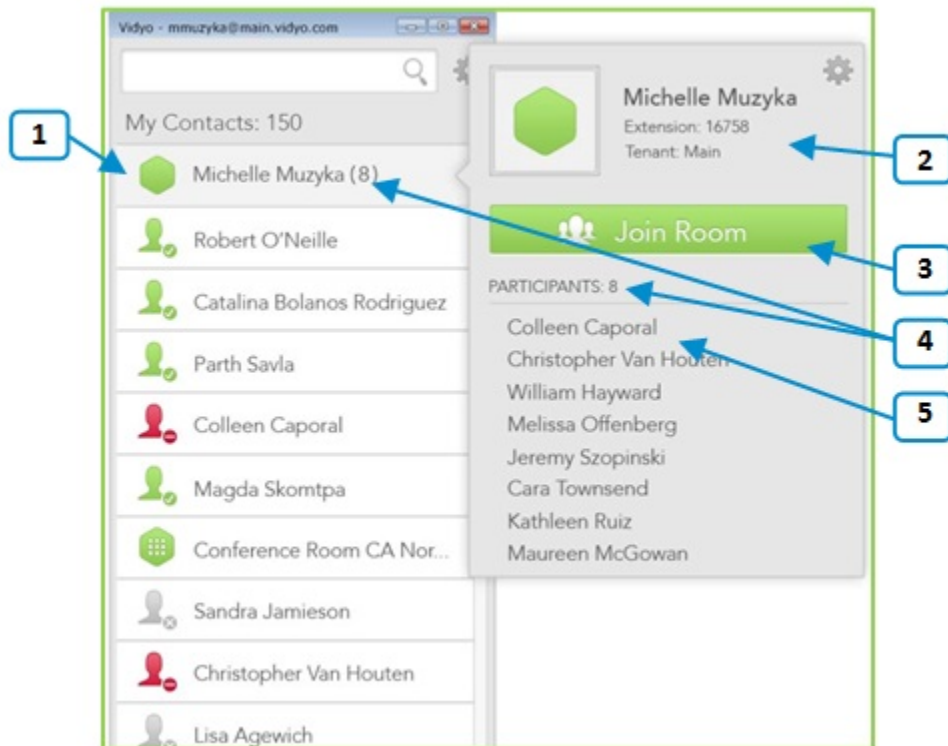 Vidyo - mmuzyka@main.vidyo.com
My Contacts: 150
Michelle Muzyka (8)
Robert O'Neille
Catalina Bolanos Rodriguez
Parth Savla
Colleen Caporal
Magda Skomtpa
Conference Room CA Nor...
Sandra Jamieson
Christopher Van Houten
Lisa Agewich
Michelle Muzyka
Extension: 16758
Tenant: Main
Join Room
PARTICIPANTS: 8
Colleen Caporal
Christopher Van Houten
William Hayward
Melissa Offenberg
Jeremy Szopinski
Cara Townsend
Kathleen Ruiz
Maureen McGowan
1
2
3
4
5